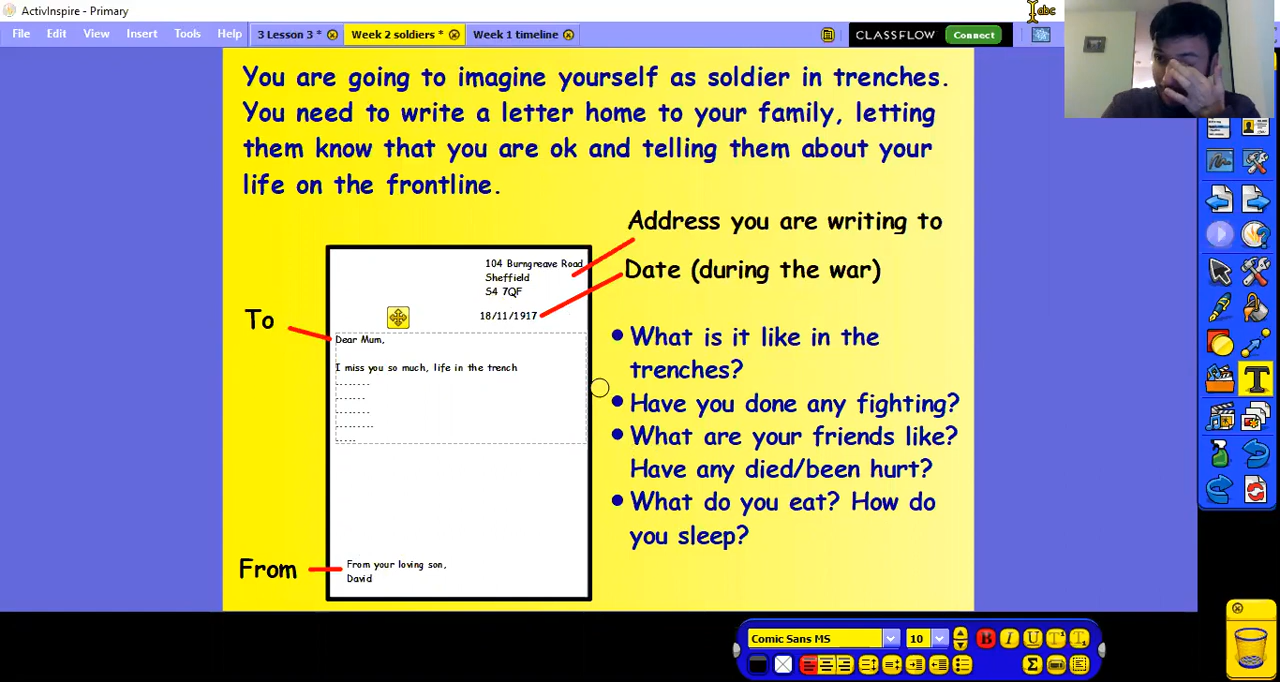 ActivInspire - Primary
abc
File Edit View Insert Tools Help
3 Lesson 3 * Week 2 soldiers * Week 1 timeline
CLASSFLOW Connect
You are going to imagine yourself as soldier in trenches.
You need to write a letter home to your family, letting
them know that you are ok and telling them about your
life on the frontline.
Address you are writing to
Date (during the war)
104 Burngreave Road
Sheffield
S4 7QF
18/11/1917
To
Dear Mum,
I miss you so much, life in the trench
--------
------
-------
---------
-----
• What is it like in the
trenches?
• Have you done any fighting?
• What are your friends like?
Have any died/been hurt?
• What do you eat? How do
you sleep?
From
From your loving son,
David
Comic Sans MS 10 B I U T² T₁
Σ